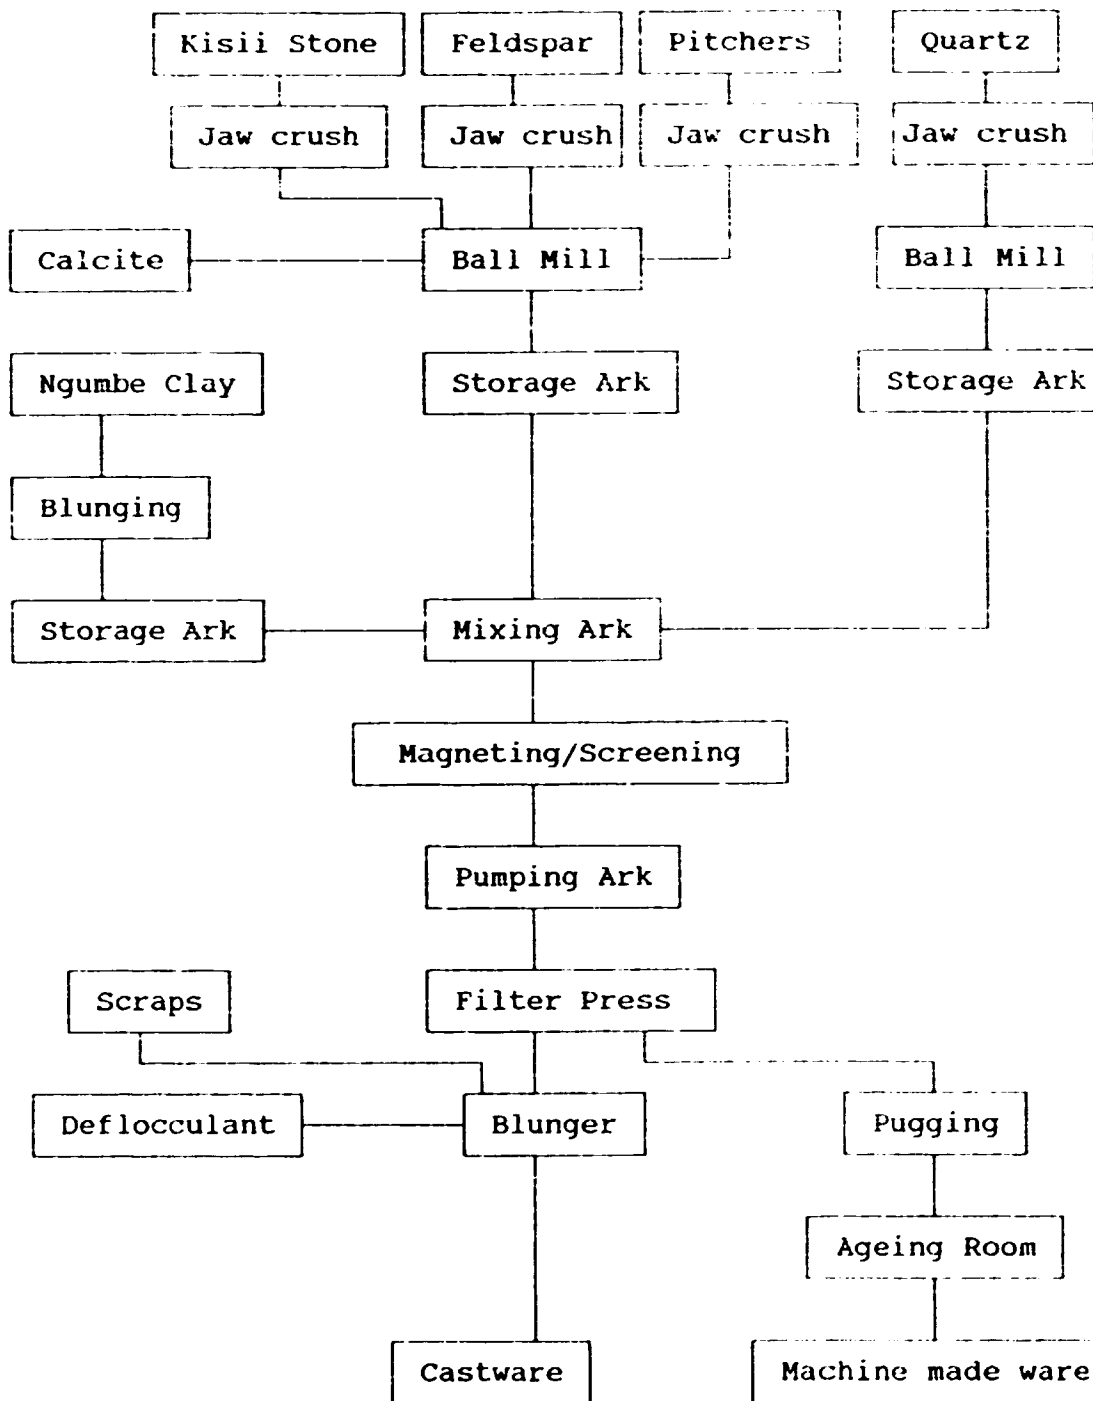 Kisii Stone
Feldspar
Pitchers
Quartz
Jaw crush
Jaw crush
Jaw crush
Jaw crush
Calcite
Ball Mill
Ball Mill
Ngumbe Clay
Storage Ark
Storage Ark
Blunging
Storage Ark
Mixing Ark
Magneting/Screening
Pumping Ark
Scraps
Filter Press
Deflocculant
Blunger
Pugging
Ageing Room
Castware
Machine made ware